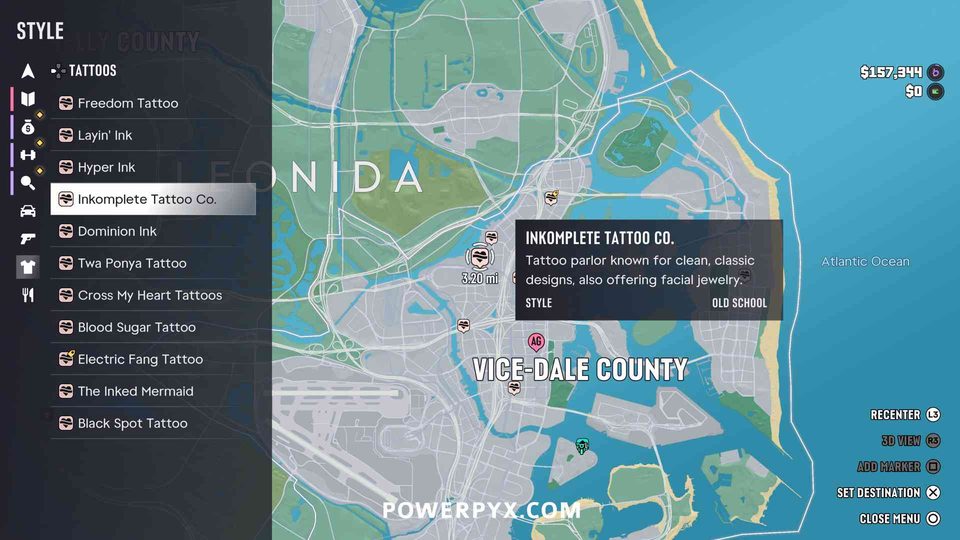 STYLE
KELLY COUNTY
TATTOOS
Freedom Tattoo
Layin' Ink
Hyper Ink
Inkomplete Tattoo Co.
Dominion Ink
Twa Ponya Tattoo
Cross My Heart Tattoos
Blood Sugar Tattoo
Electric Fang Tattoo
The Inked Mermaid
Black Spot Tattoo
LEONIDA
$157,344
$0
INKOMPLETE TATTOO CO.
Tattoo parlor known for clean, classic
designs, also offering facial jewelry.
STYLE OLD SCHOOL
3.20 mi
Atlantic Ocean
AG
VICE-DALE COUNTY
RECENTER L3
3D VIEW R3
ADD MARKER
SET DESTINATION
CLOSE MENU
POWERPYX.COM